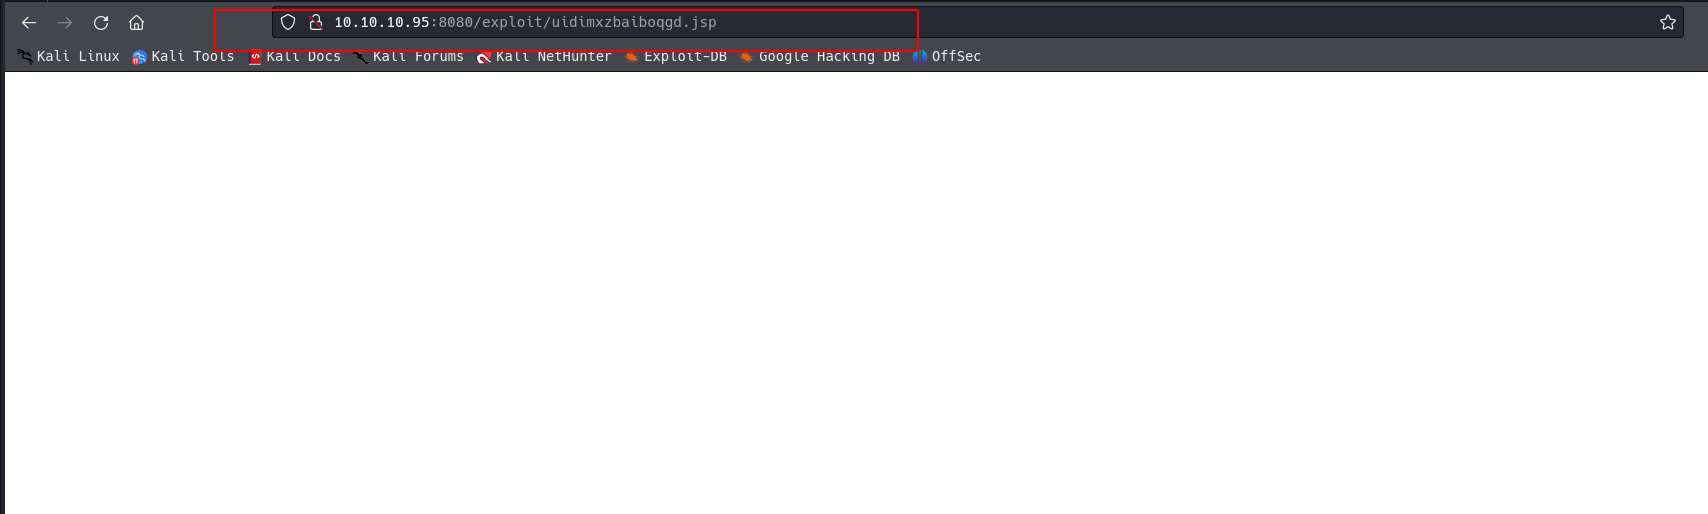 10.10.10.95:8080/exploit/uidimxzbaiboqgd.jsp
Kali Linux Kali Tools Kali Docs Kali Forums Kali NetHunter Exploit-DB Google Hacking DB OffSec